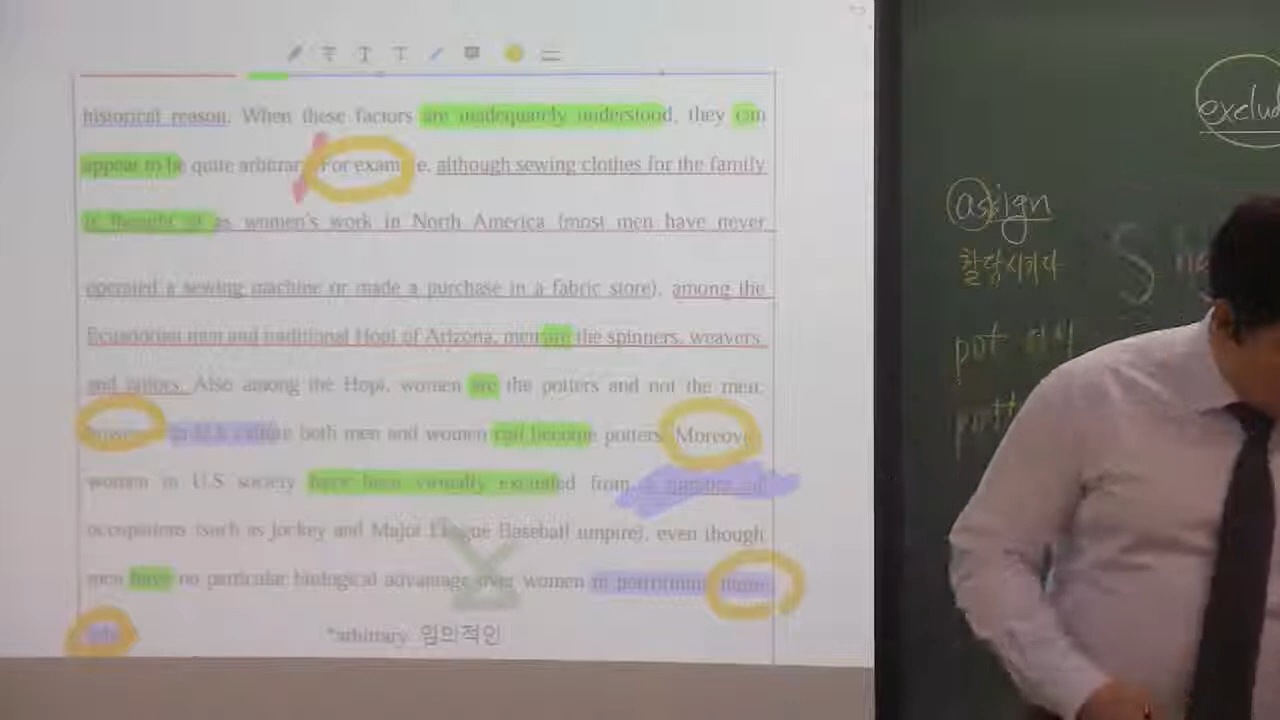 historical reason. When these factors are inadequately understood, they can
appear to be quite arbitrary. For example, although sewing clothes for the family
is thought of as women's work in North America (most men have never
operated a sewing machine or made a purchase in a fabric store), among the
Ecuadorian men and traditional Hopi of Arizona, men are the spinners, weavers
and tailors. Also among the Hopi, women are the potters and not the men;
however in U.S culture both men and women can become potters. Moreover,
women in U.S society have been virtually excluded from a number of
occupations (such as jockey and Major League Baseball umpire), even though
men have no particular biological advantage over women in performing these
jobs
*arbitrary 임의적인
exclud
assign
할당시키다
pot